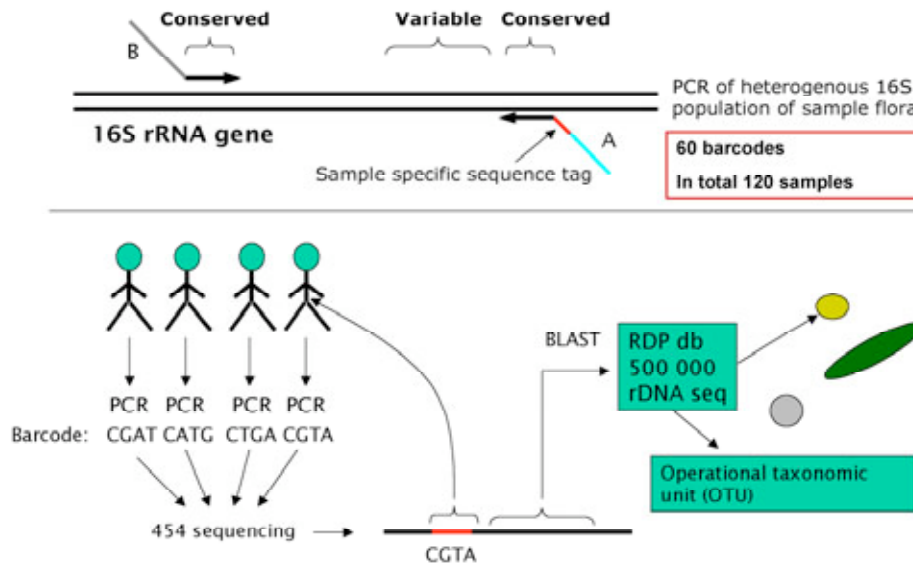 Conserved Variable Conserved
B
PCR of heterogenous 16S
population of sample flora
16S rRNA gene
A
Sample specific sequence tag
60 barcodes
In total 120 samples
BLAST
RDP db
500 000
rDNA seq
PCR PCR PCR PCR
Barcode: CGAT CATG CTGA CGTA
Operational taxonomic
unit (OTU)
454 sequencing
CGTA